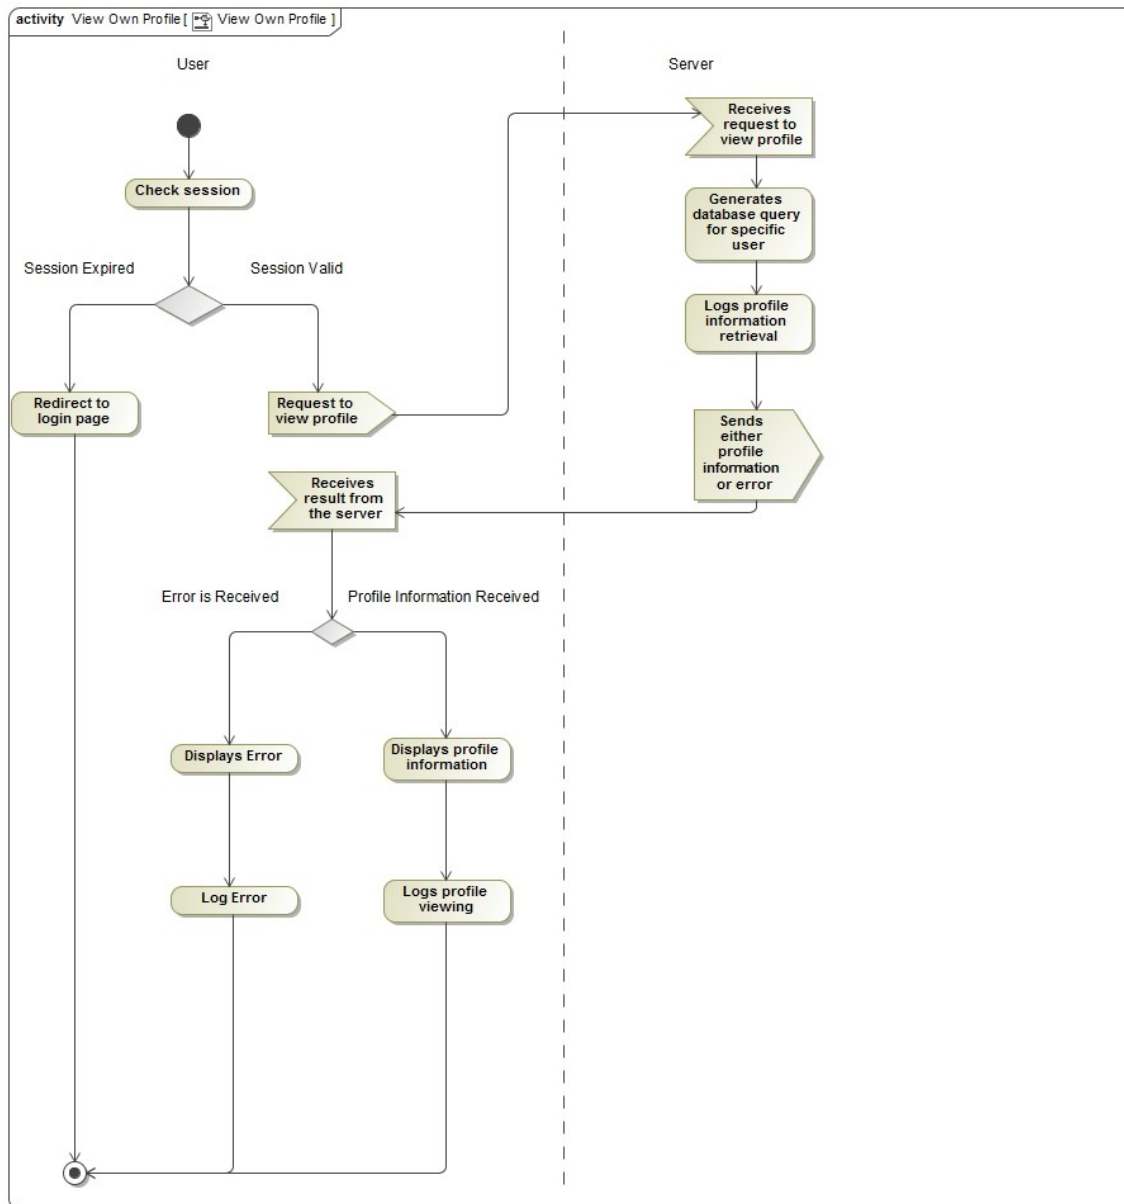 activity View Own Profile [ View Own Profile ]
User
Server
Receives
request to
view profile
Check session
Generates
database query
for specific
user
Session Expired
Session Valid
Logs profile
information
retrieval
Redirect to
login page
Request to
view profile
Sends
either
profile
information
or error
Receives
result from
the server
Error is Received
Profile Information Received
Displays Error
Displays profile
information
Log Error
Logs profile
viewing